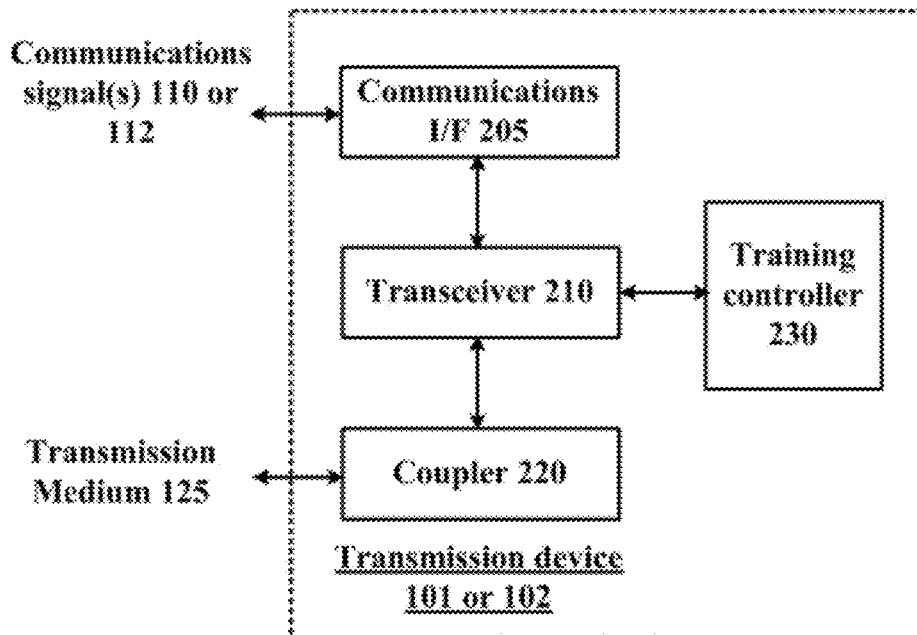 Communications
signal(s) 110 or
112
Communications
I/F 205
Transceiver 210
Training
controller
230
Transmission
Medium 125
Coupler 220
Transmission device
101 or 102